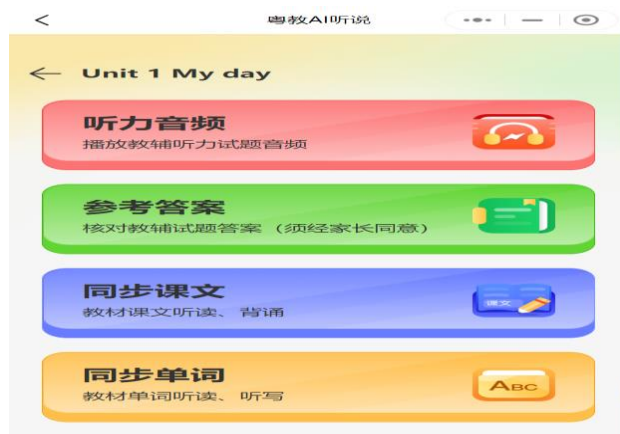 粤教AI听说
Unit 1 My day
听力音频
播放教辅听力试题音频
参考答案
核对教辅试题答案（须经家长同意）
同步课文
教材课文听读、背诵
课文
同步单词
教材单词听读、听写
ABC